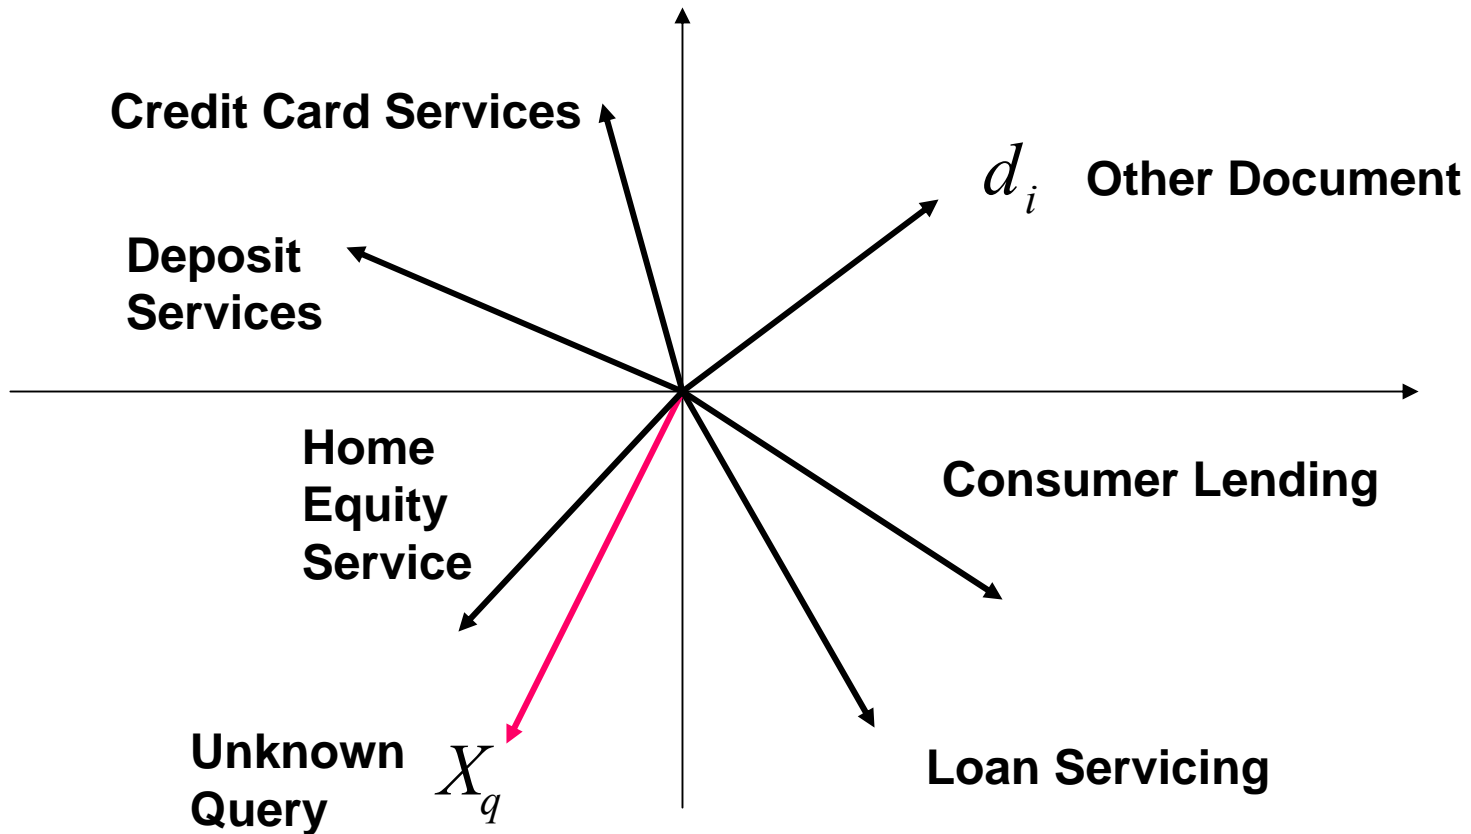 Credit Card Services
d_i Other Document
Deposit
Services
Home
Equity
Service
Consumer Lending
Unknown
Query X_q
Loan Servicing